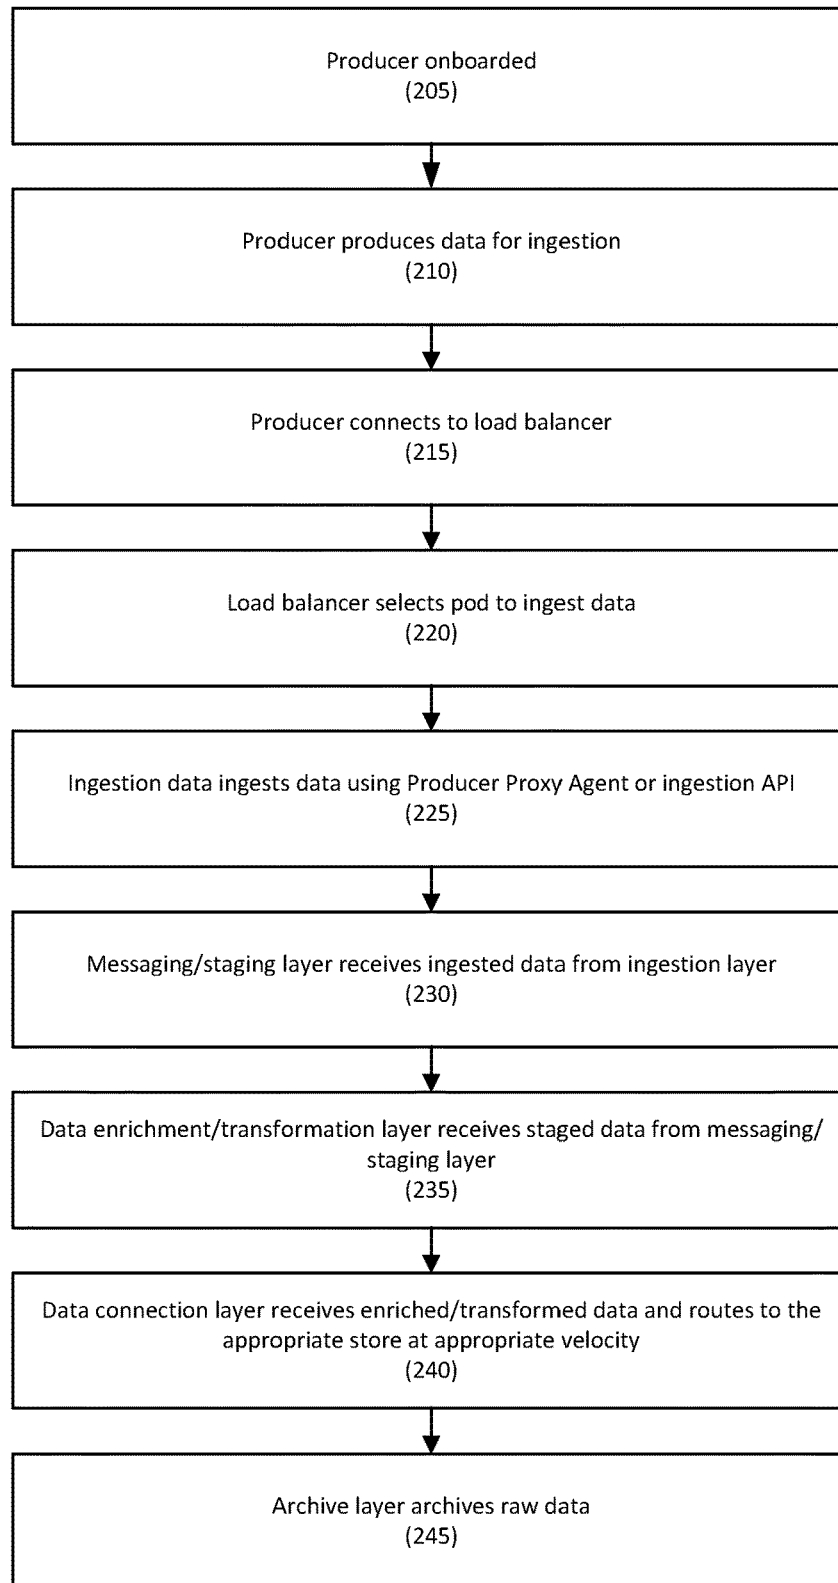 Producer onboarded
(205)
Producer produces data for ingestion
(210)
Producer connects to load balancer
(215)
Load balancer selects pod to ingest data
(220)
Ingestion data ingests data using Producer Proxy Agent or ingestion API
(225)
Messaging/staging layer receives ingested data from ingestion layer
(230)
Data enrichment/transformation layer receives staged data from messaging/
staging layer
(235)
Data connection layer receives enriched/transformed data and routes to the
appropriate store at appropriate velocity
(240)
Archive layer archives raw data
(245)